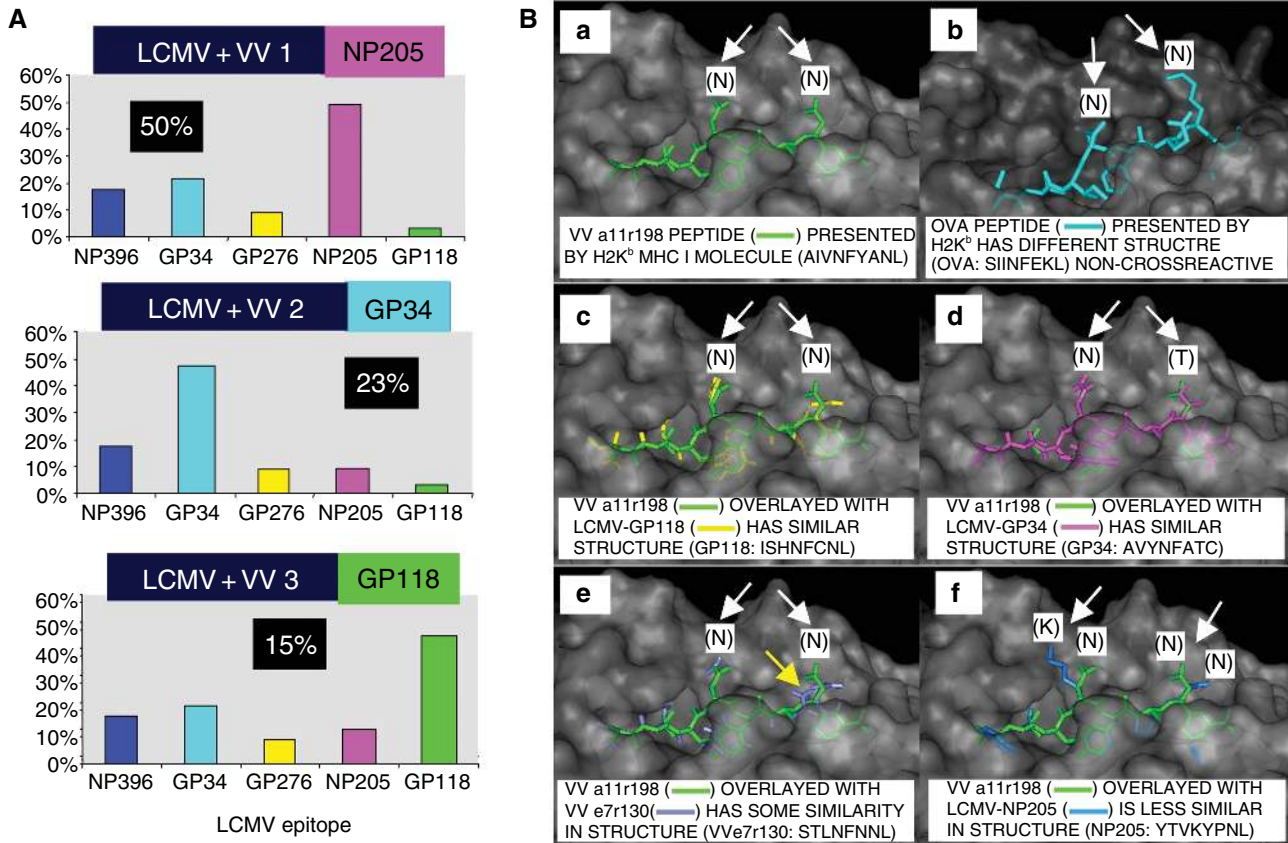 A
LCMV + VV 1 NP205
60%
50%
40%
30%
20%
10%
0%
50%
NP396 GP34 GP276 NP205 GP118
LCMV + VV 2 GP34
60%
50%
40%
30%
20%
10%
0%
23%
NP396 GP34 GP276 NP205 GP118
LCMV + VV 3 GP118
60%
50%
40%
30%
20%
10%
0%
15%
NP396 GP34 GP276 NP205 GP118
LCMV epitope
B
a
(N) (N)
VV a11r198 PEPTIDE ( ) PRESENTED
BY H2Kb MHC I MOLECULE (AIVNFYANL)
b
(N)
(N)
OVA PEPTIDE ( ) PRESENTED BY
H2Kb HAS DIFFERENT STRUCTRE
(OVA: SIINFEKL) NON-CROSSREACTIVE
c
(N) (N)
VV a11r198 ( ) OVERLAYED WITH
LCMV-GP118 ( ) HAS SIMILAR
STRUCTURE (GP118: ISHNFCNL)
d
(N) (T)
VV a11r198 ( ) OVERLAYED WITH
LCMV-GP34 ( ) HAS SIMILAR
STRUCTURE (GP34: AVYNFATC)
e
(N) (N)
VV a11r198 ( ) OVERLAYED WITH
VV e7r130( ) HAS SOME SIMILARITY
IN STRUCTURE (VVe7r130: STLNFNNL)
f
(K) (N) (N) (N)
VV a11r198 ( ) OVERLAYED WITH
LCMV-NP205 ( ) IS LESS SIMILAR
IN STRUCTURE (NP205: YTVKYPNL)